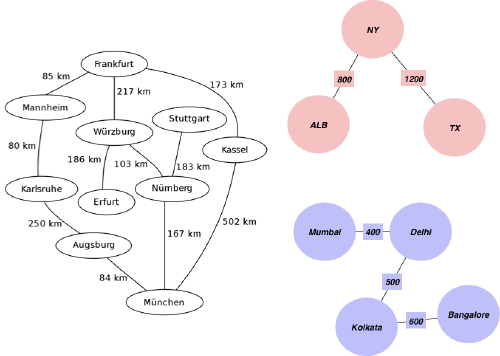 Frankfurt
85 km
217 km
173 km
Mannheim
Würzburg
Stuttgart
Kassel
80 km
186 km
103 km
183 km
Karlsruhe
Erfurt
Nürnberg
250 km
167 km
502 km
Augsburg
84 km
München
NY
800
1200
ALB
TX
Mumbai
400
Delhi
500
Kolkata
600
Bangalore